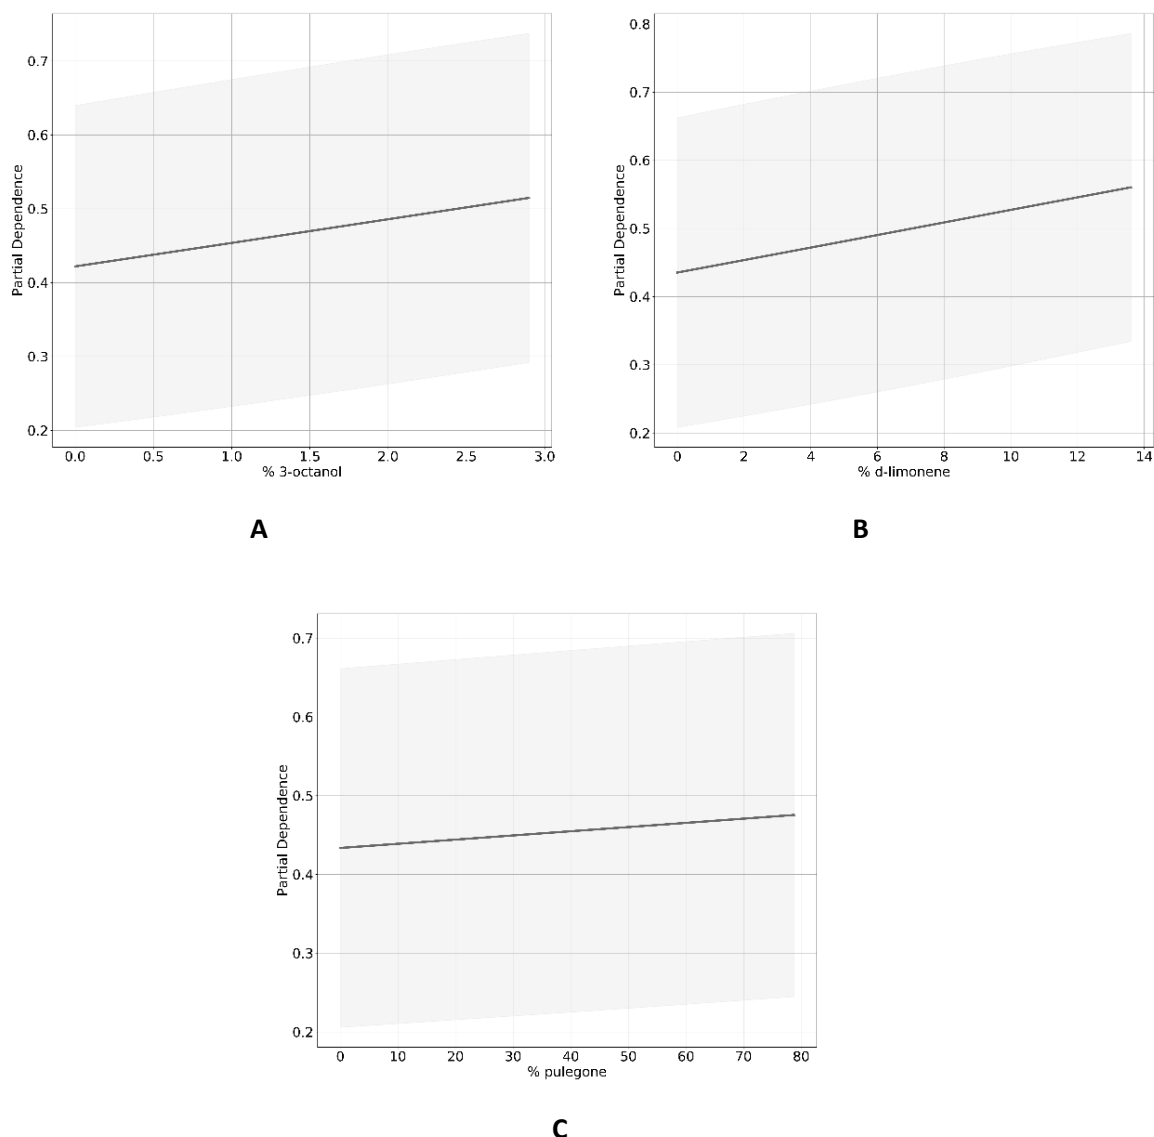 0.7
0.6
0.5
0.4
0.3
0.2
Partial Dependence
0.0 0.5 1.0 1.5 2.0 2.5 3.0
% 3-octanol
A
0.8
0.7
0.6
0.5
0.4
0.3
0.2
Partial Dependence
0 2 4 6 8 10 12 14
% d-limonene
B
0.7
0.6
0.5
0.4
0.3
0.2
Partial Dependence
0 10 20 30 40 50 60 70 80
% pulegone
C